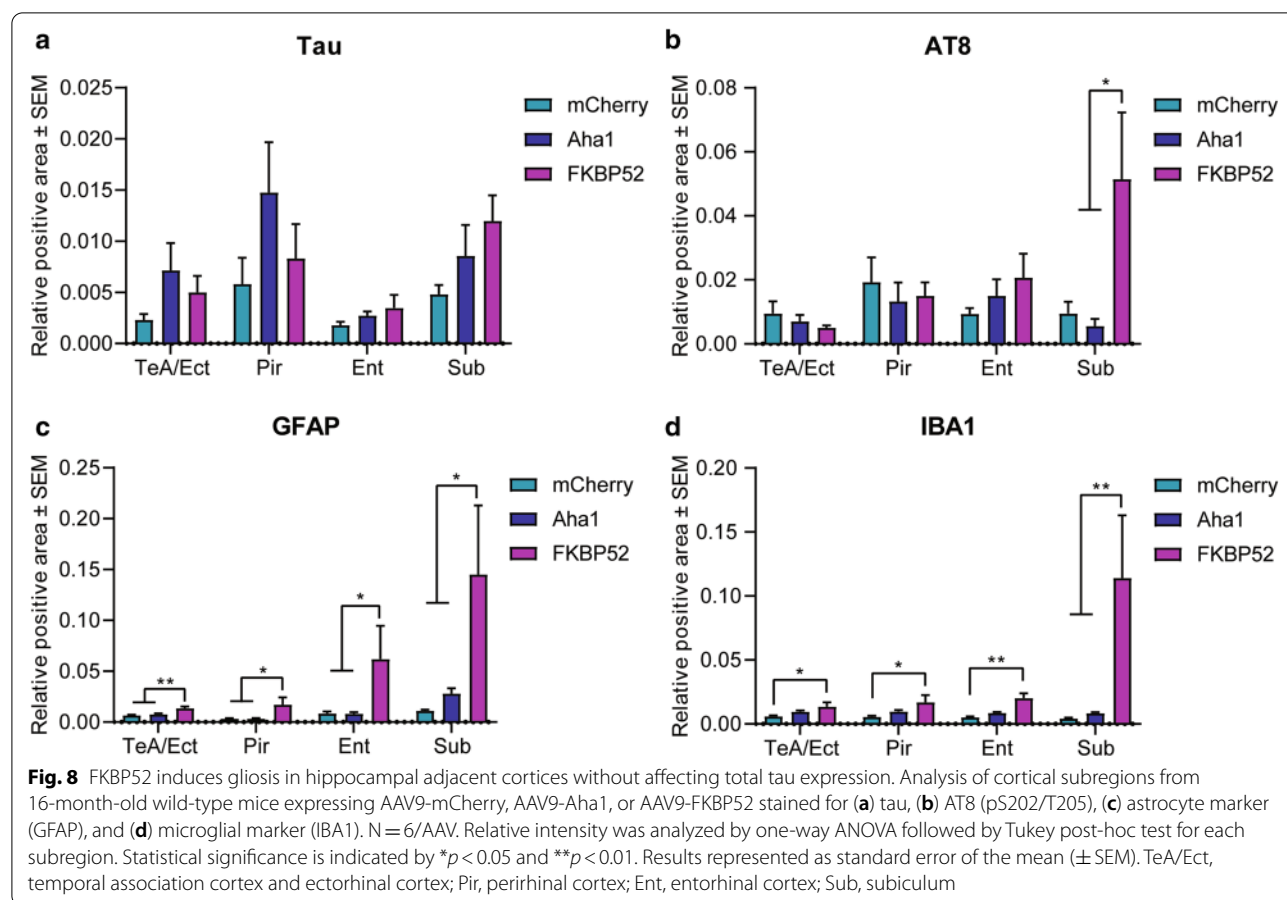 a
Tau
Relative positive area ± SEM
0.025
0.020
0.015
0.010
0.005
0.000
TeA/Ect Pir Ent Sub
mCherry
Aha1
FKBP52
b
AT8
Relative positive area ± SEM
0.08
0.06
0.04
0.02
0.00
*
TeA/Ect Pir Ent Sub
mCherry
Aha1
FKBP52
c
GFAP
Relative positive area ± SEM
0.25
0.20
0.15
0.10
0.05
0.00
** * * *
TeA/Ect Pir Ent Sub
mCherry
Aha1
FKBP52
d
IBA1
Relative positive area ± SEM
0.20
0.15
0.10
0.05
0.00
* * ** **
TeA/Ect Pir Ent Sub
mCherry
Aha1
FKBP52
Fig. 8 FKBP52 induces gliosis in hippocampal adjacent cortices without affecting total tau expression. Analysis of cortical subregions from
16-month-old wild-type mice expressing AAV9-mCherry, AAV9-Aha1, or AAV9-FKBP52 stained for (a) tau, (b) AT8 (pS202/T205), (c) astrocyte marker
(GFAP), and (d) microglial marker (IBA1). N = 6/AAV. Relative intensity was analyzed by one-way ANOVA followed by Tukey post-hoc test for each
subregion. Statistical significance is indicated by *p < 0.05 and **p < 0.01. Results represented as standard error of the mean (± SEM). TeA/Ect,
temporal association cortex and ectorhinal cortex; Pir, perirhinal cortex; Ent, entorhinal cortex; Sub, subiculum